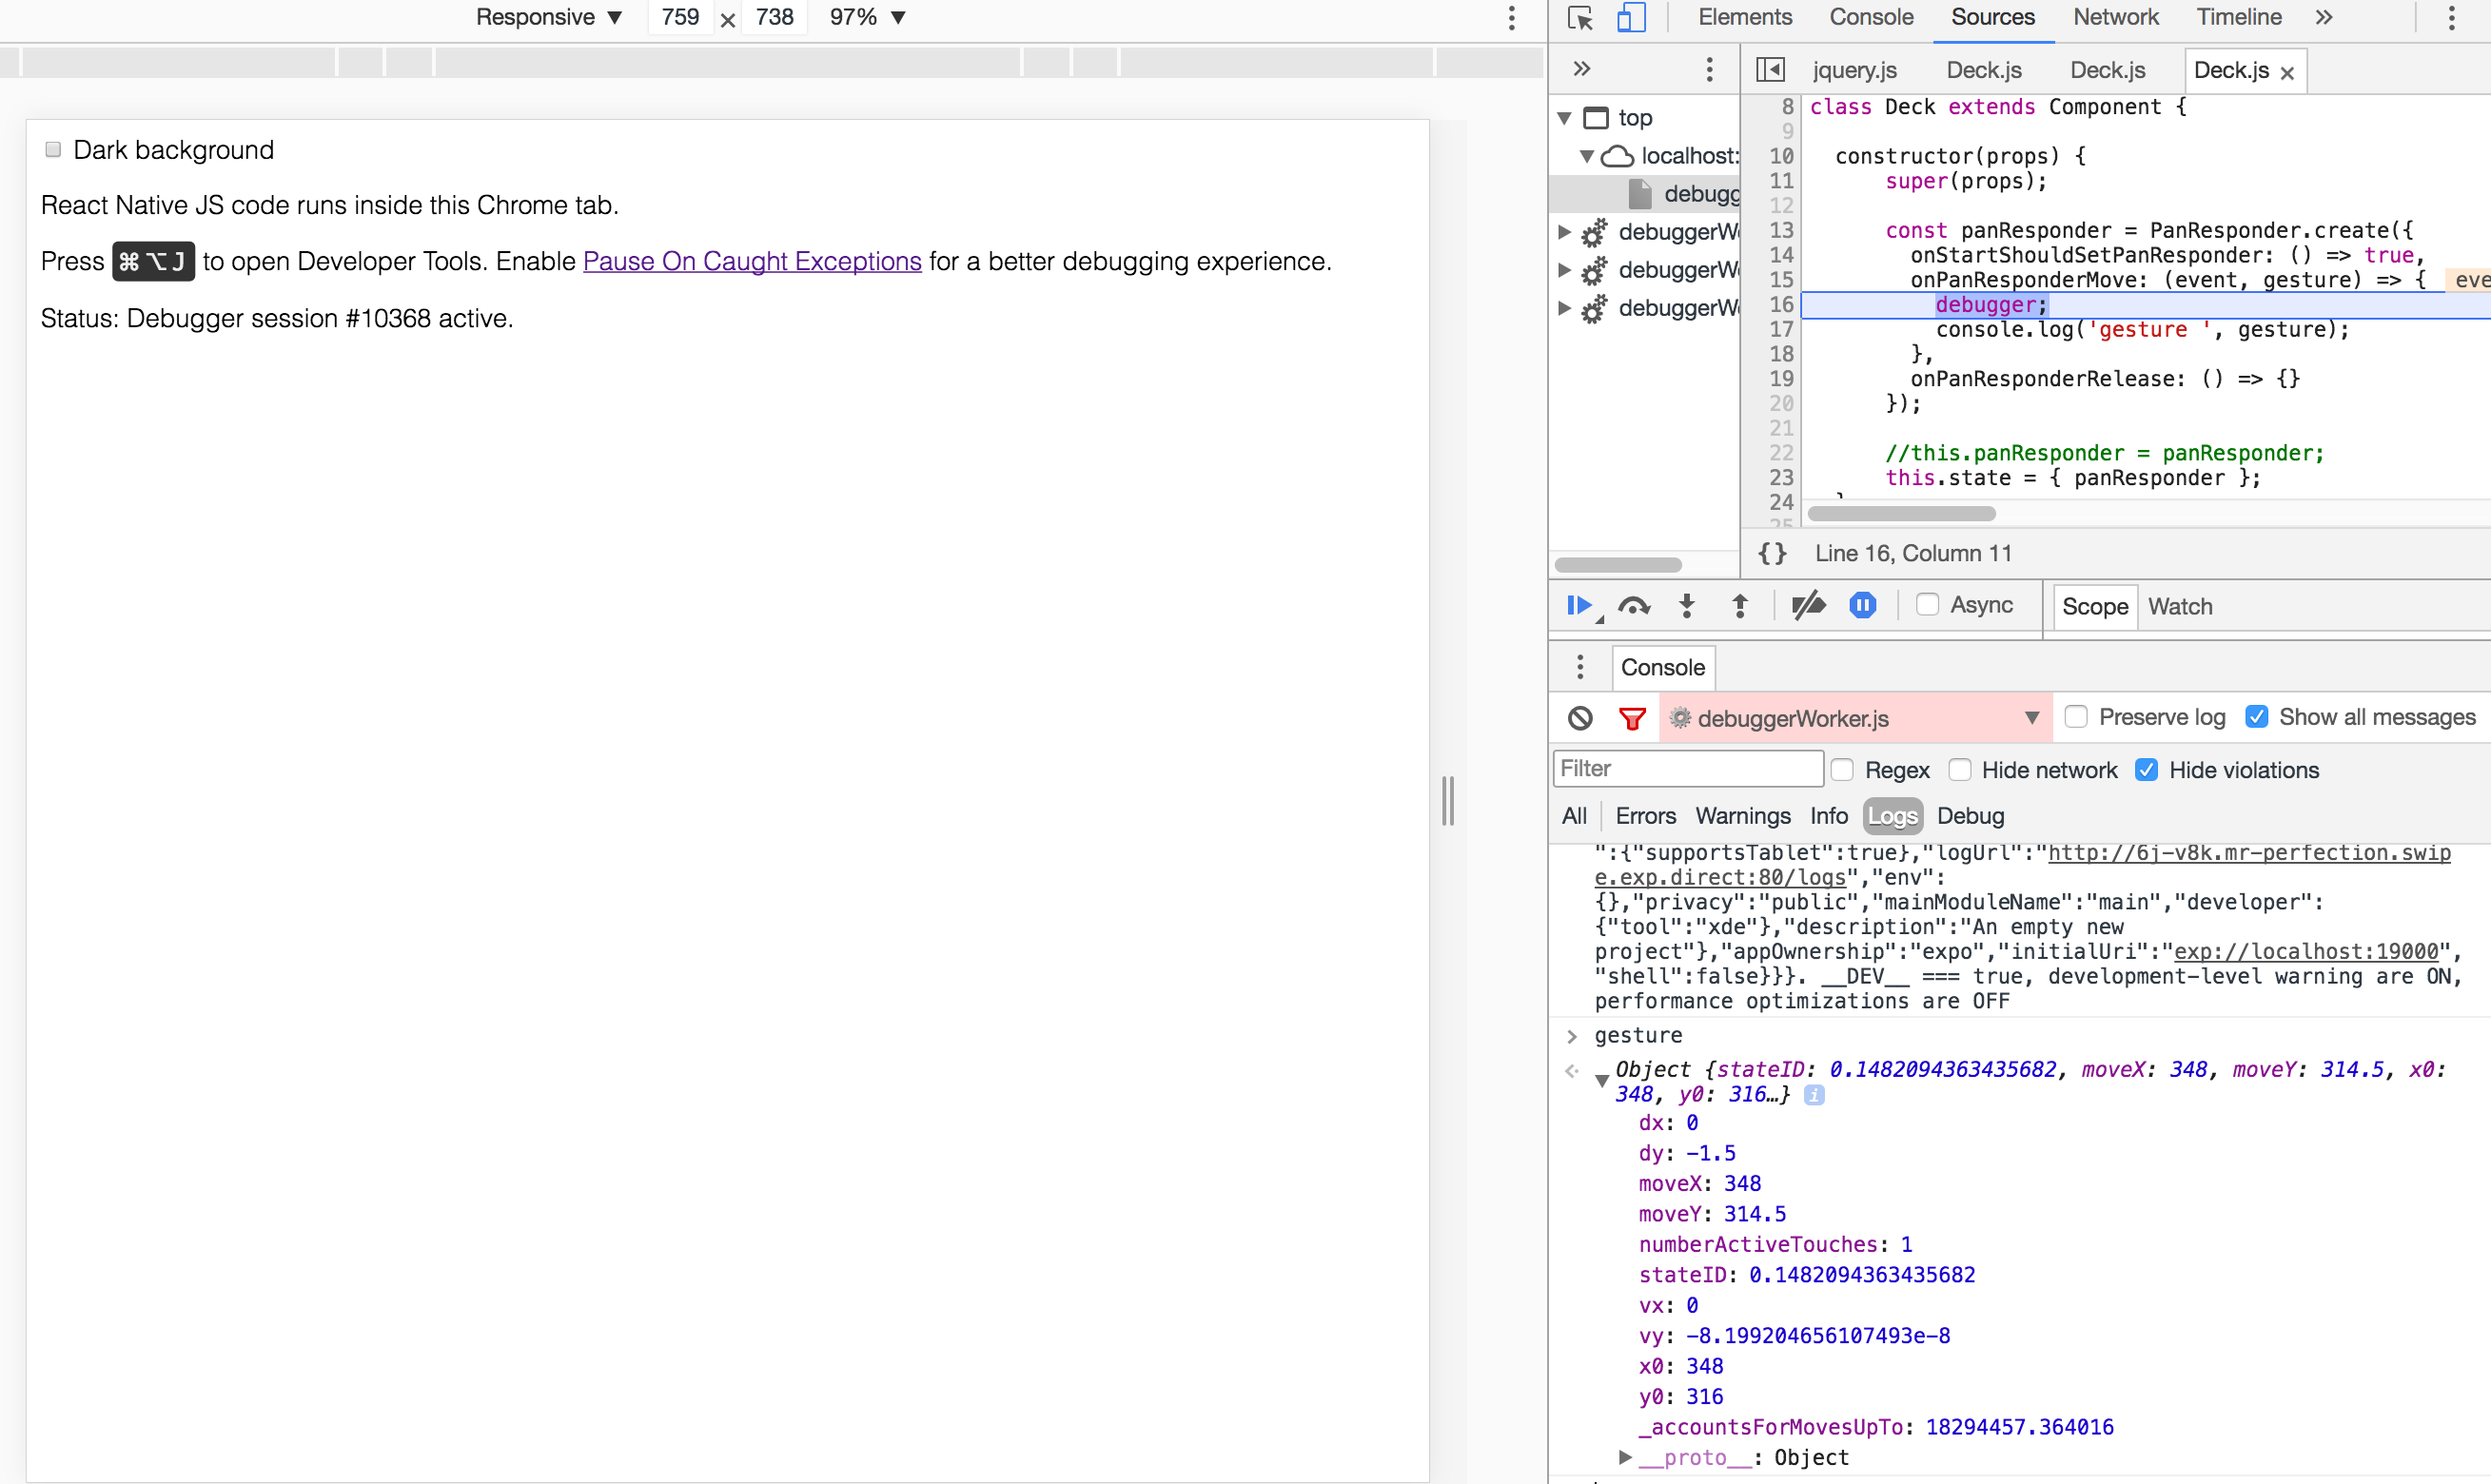 Responsive ▼ 759 × 738 97% ▼
Dark background
React Native JS code runs inside this Chrome tab.
Press ⌘⌥J to open Developer Tools. Enable Pause On Caught Exceptions for a better debugging experience.
Status: Debugger session #10368 active.
Elements Console Sources Network Timeline »
» jquery.js Deck.js Deck.js Deck.js ×
top
localhost:
debugg
debuggerW
debuggerW
debuggerW
8 class Deck extends Component {
9
10 constructor(props) {
11 super(props);
12
13 const panResponder = PanResponder.create({
14 onStartShouldSetPanResponder: () => true,
15 onPanResponderMove: (event, gesture) => { eve
16 debugger;
17 console.log('gesture ', gesture);
18 },
19 onPanResponderRelease: () => {}
20 });
21
22 //this.panResponder = panResponder;
23 this.state = { panResponder };
24 }
25
{} Line 16, Column 11
Async Scope Watch
Console
debuggerWorker.js ▼ Preserve log Show all messages
Filter Regex Hide network Hide violations
All Errors Warnings Info Logs Debug
":{"supportsTablet":true},"logUrl":"http://6j-v8k.mr-perfection.swip
e.exp.direct:80/logs","env":
{},"privacy":"public","mainModuleName":"main","developer":
{"tool":"xde"},"description":"An empty new
project"},"appOwnership":"expo","initialUri":"exp://localhost:19000",
"shell":false}}}. __DEV__ === true, development-level warning are ON,
performance optimizations are OFF
> gesture
Object {stateID: 0.1482094363435682, moveX: 348, moveY: 314.5, x0:
348, y0: 316…} i
dx: 0
dy: -1.5
moveX: 348
moveY: 314.5
numberActiveTouches: 1
stateID: 0.1482094363435682
vx: 0
vy: -8.199204656107493e-8
x0: 348
y0: 316
_accountsForMovesUpTo: 18294457.364016
__proto__: Object